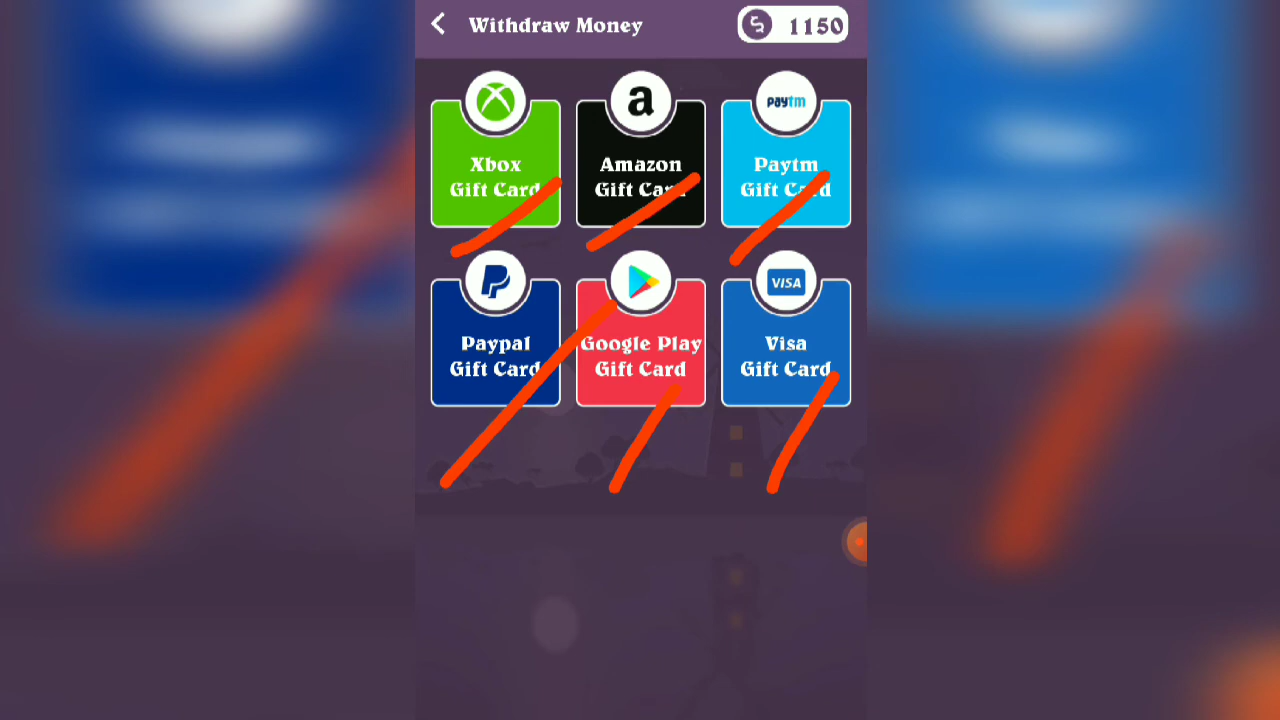 Withdraw Money
1150
a
paytm
Xbox
Gift Card
Amazon
Gift Card
Paytm
Gift Card
VISA
Paypal
Gift Card
Google Play
Gift Card
Visa
Gift Card